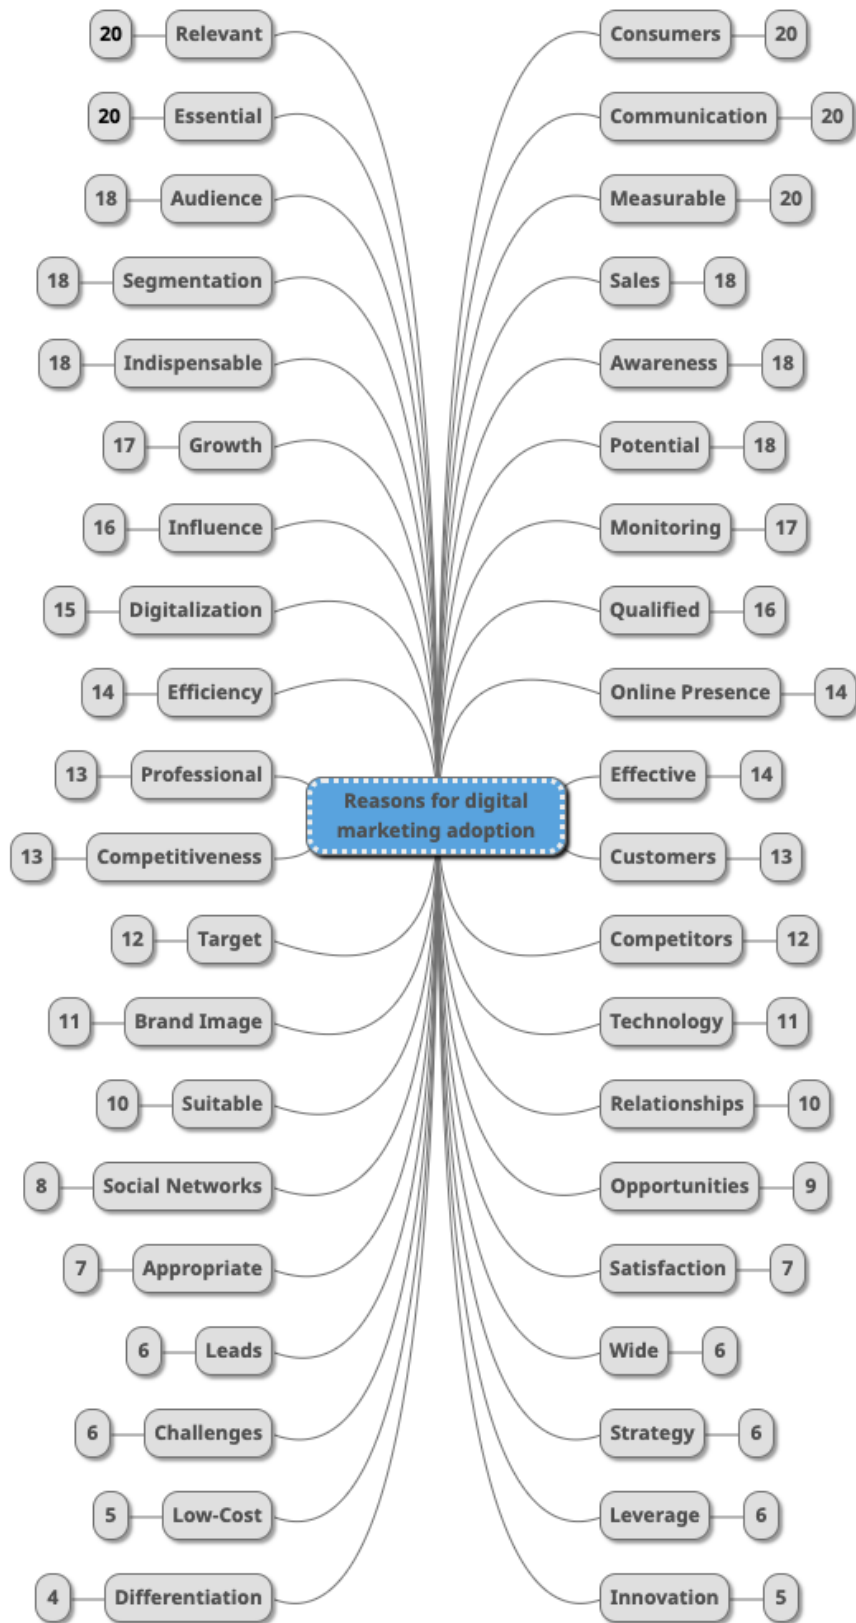 20 Relevant Consumers 20
20 Essential Communication 20
18 Audience Measurable 20
18 Segmentation Sales 18
18 Indispensable Awareness 18
17 Growth Potential 18
16 Influence Monitoring 17
15 Digitalization Qualified 16
14 Efficiency Online Presence 14
13 Professional Effective 14
Reasons for digital
marketing adoption
13 Competitiveness Customers 13
12 Target Competitors 12
11 Brand Image Technology 11
10 Suitable Relationships 10
8 Social Networks Opportunities 9
7 Appropriate Satisfaction 7
6 Leads Wide 6
6 Challenges Strategy 6
5 Low-Cost Leverage 6
4 Differentiation Innovation 5